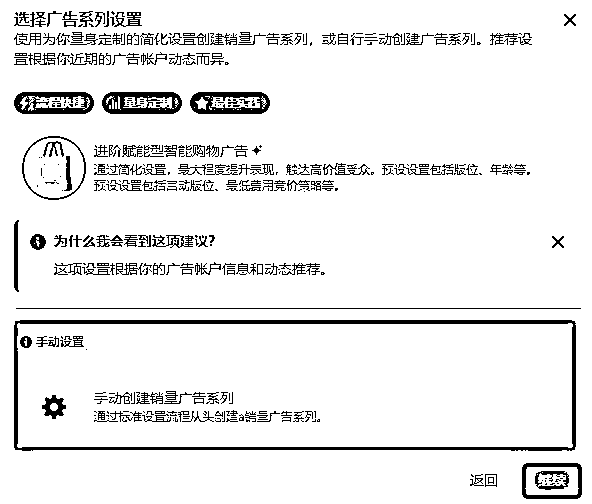 选择广告系列设置
使用为你量身定制的简化设置创建销量广告系列，或自行手动创建广告系列。推荐设
置根据你近期的广告帐户动态而异。
流程快捷 量身定制 最佳实践
进阶赋能型智能购物广告
通过简化设置，最大程度提升表现，触达高价值受众。预设设置包括版位、年龄等。
预设设置包括自动版位、最低费用竞价策略等。
为什么我会看到这项建议？
这项设置根据你的广告帐户信息和动态推荐。
手动设置
手动创建销量广告系列
通过标准设置流程从头创建a销量广告系列。
返回 继续